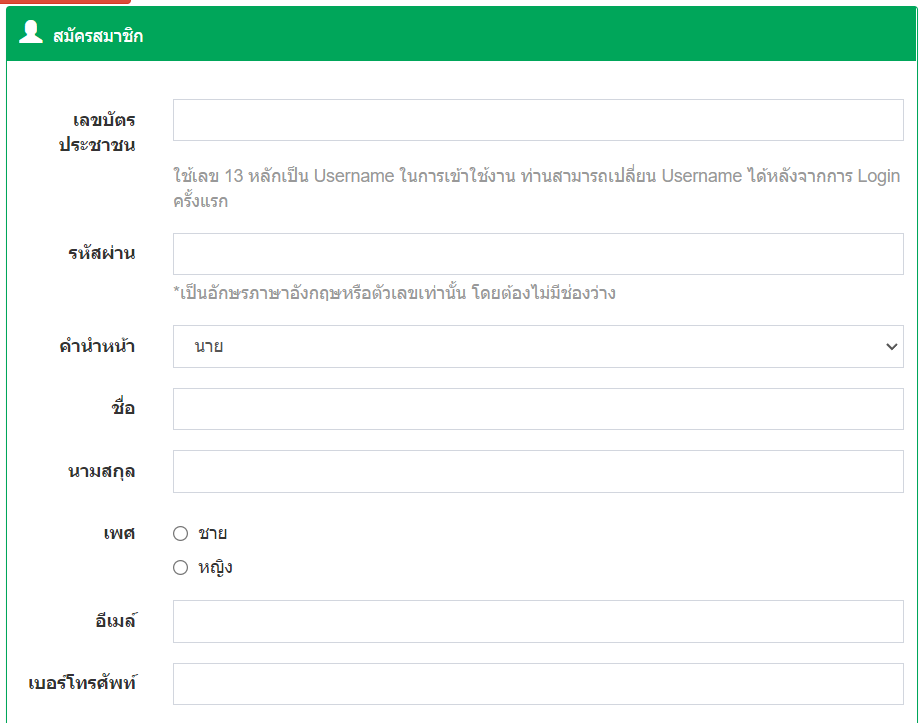 สมัครสมาชิก
เลขบัตร
ประชาชน
ใช้เลข 13 หลักเป็น Username ในการเข้าใช้งาน ท่านสามารถเปลี่ยน Username ได้หลังจากการ Login
ครั้งแรก
รหัสผ่าน
*เป็นอักษรภาษาอังกฤษหรือตัวเลขเท่านั้น โดยต้องไม่มีช่องว่าง
คำนำหน้า
นาย
ชื่อ
นามสกุล
เพศ
ชาย
หญิง
อีเมล์
เบอร์โทรศัพท์